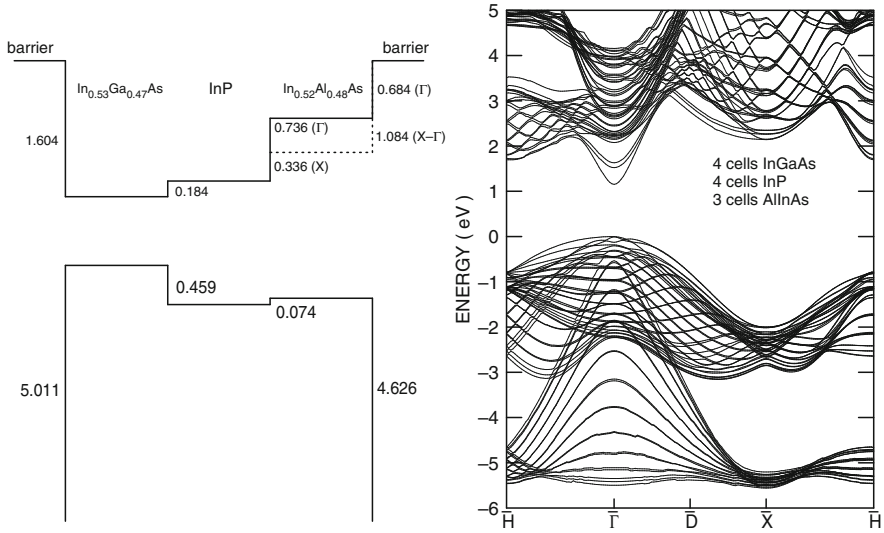 barrier
barrier
In0.53Ga0.47As
InP
In0.52Al0.48As
0.684 (Γ)
0.736 (Γ)
1.604
1.084 (X–Γ)
0.336 (X)
0.184
0.459
0.074
5.011
4.626
ENERGY ( eV )
5
4
3
2
1
0
–1
–2
–3
–4
–5
–6
4 cells InGaAs
4 cells InP
3 cells AlInAs
H̅
Γ̅
D̅
X̅
H̅